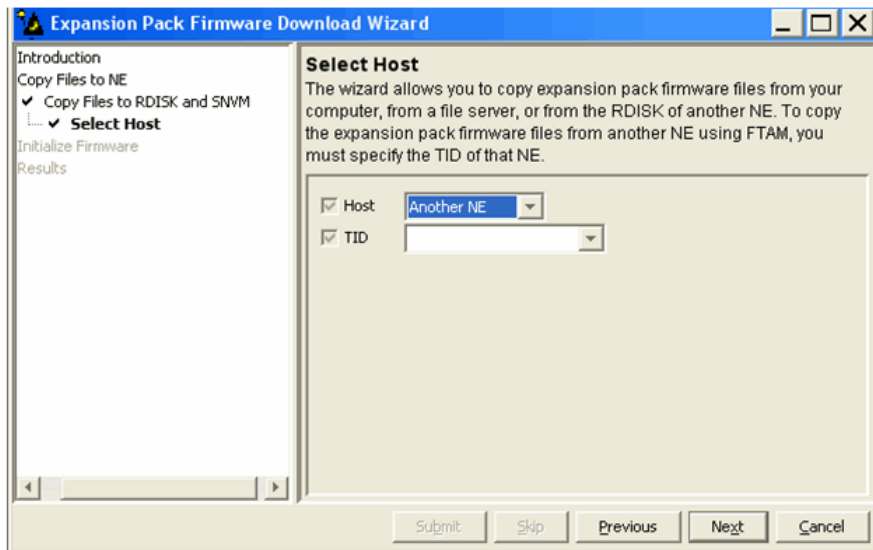 Expansion Pack Firmware Download Wizard
Introduction
Copy Files to NE
Copy Files to RDISK and SNVM
Select Host
Initialize Firmware
Results
Select Host
The wizard allows you to copy expansion pack firmware files from your
computer, from a file server, or from the RDISK of another NE. To copy
the expansion pack firmware files from another NE using FTAM, you
must specify the TID of that NE.
Host Another NE
TID
Submit Skip Previous Next Cancel